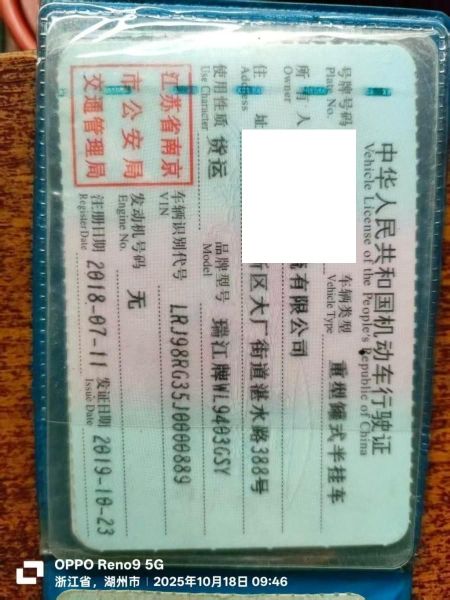 中华人民共和国机动车行驶证
Vehicle License of the People's Republic of China
号牌号码
Plate No.
车辆类型
Vehicle Type
重型罐式半挂车
所有人
Owner
有限公司
住址
Address
新区大厂街道湛水路388号
使用性质
Use Character
货运
品牌型号
Model
瑞江牌WL9403GSY
江苏省南京
市公安局
交通管理局
车辆识别代号
VIN
LRJ98RG35J0000889
发动机号码
Engine No.
无
注册日期
Register Date
2018-07-11
发证日期
Issue Date
2019-10-23
OPPO Reno9 5G
浙江省,湖州市 | 2025年10月18日 09:46